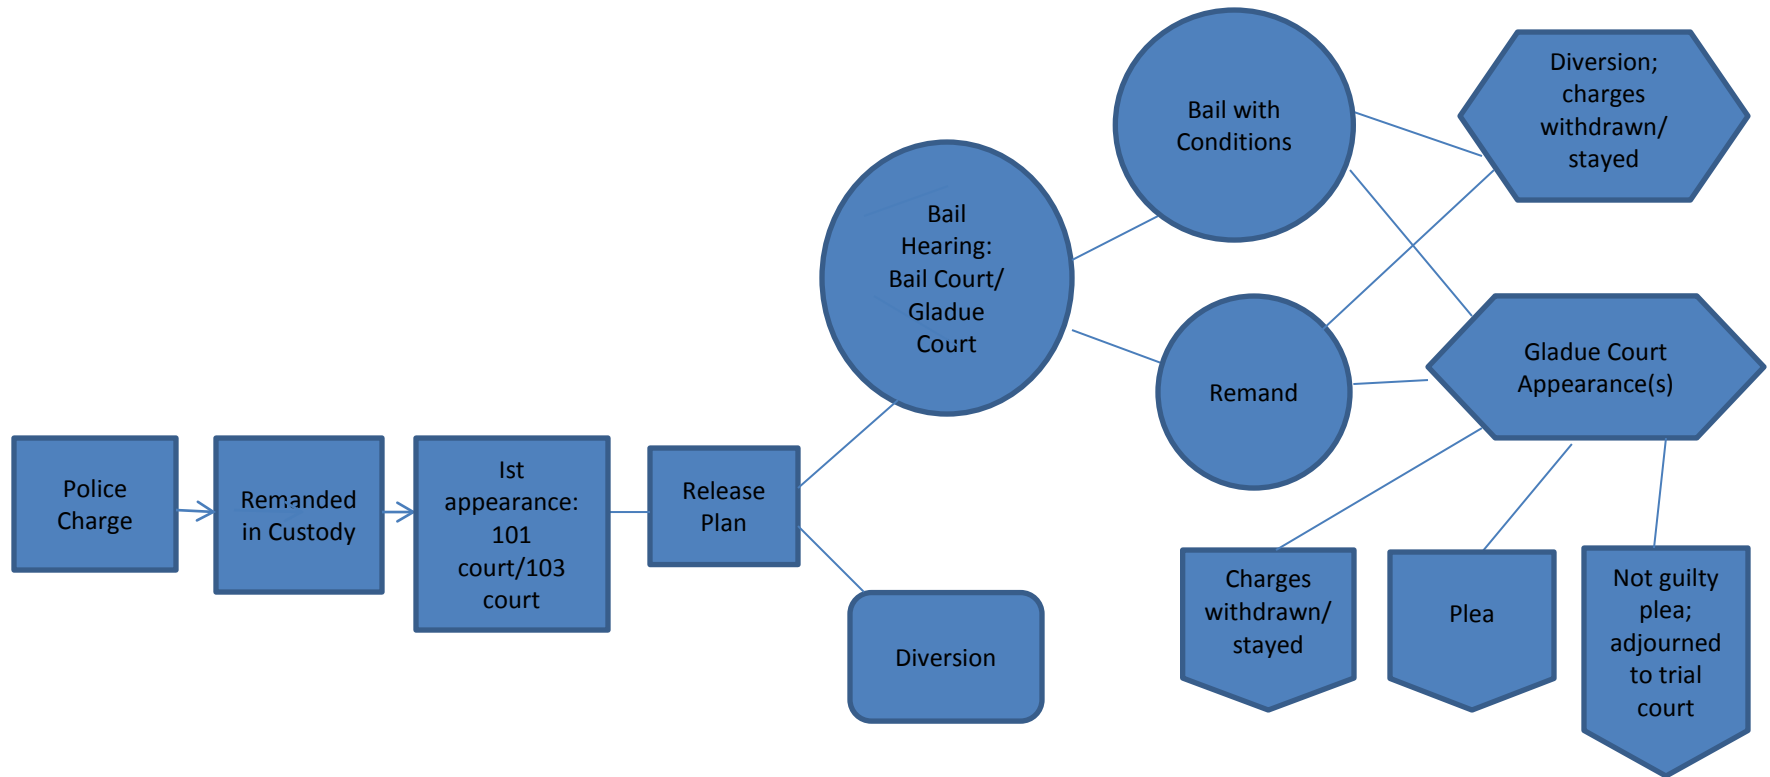 Police
Charge
Remanded
in Custody
Ist
appearance:
101
court/103
court
Release
Plan
Bail
Hearing:
Bail Court/
Gladue
Court
Diversion
Bail with
Conditions
Remand
Diversion;
charges
withdrawn/
stayed
Gladue Court
Appearance(s)
Charges
withdrawn/
stayed
Plea
Not guilty
plea;
adjourned
to trial
court